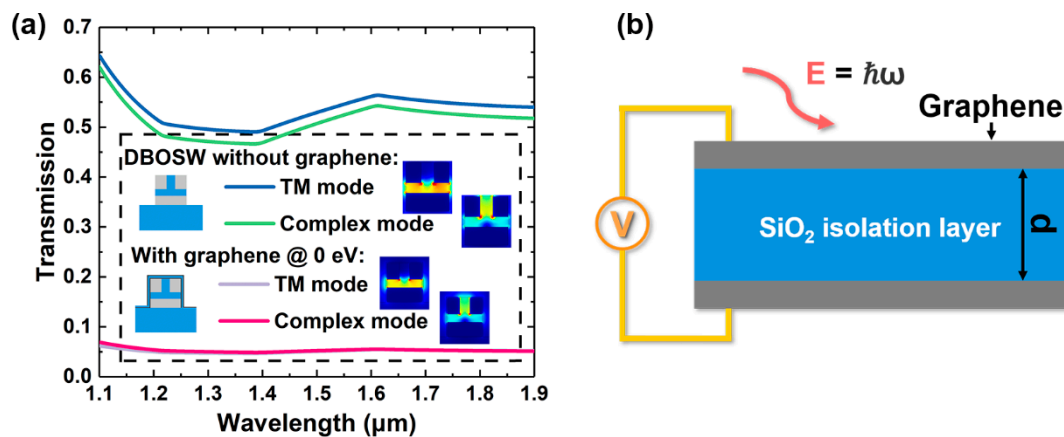 (a)
Transmission
0.7
0.6
0.5
0.4
0.3
0.2
0.1
0.0
DBOSW without graphene:
TM mode
Complex mode
With graphene @ 0 eV:
TM mode
Complex mode
1.1 1.2 1.3 1.4 1.5 1.6 1.7 1.8 1.9
Wavelength (μm)
(b)
E = ℏω
Graphene
V
SiO₂ isolation layer
d